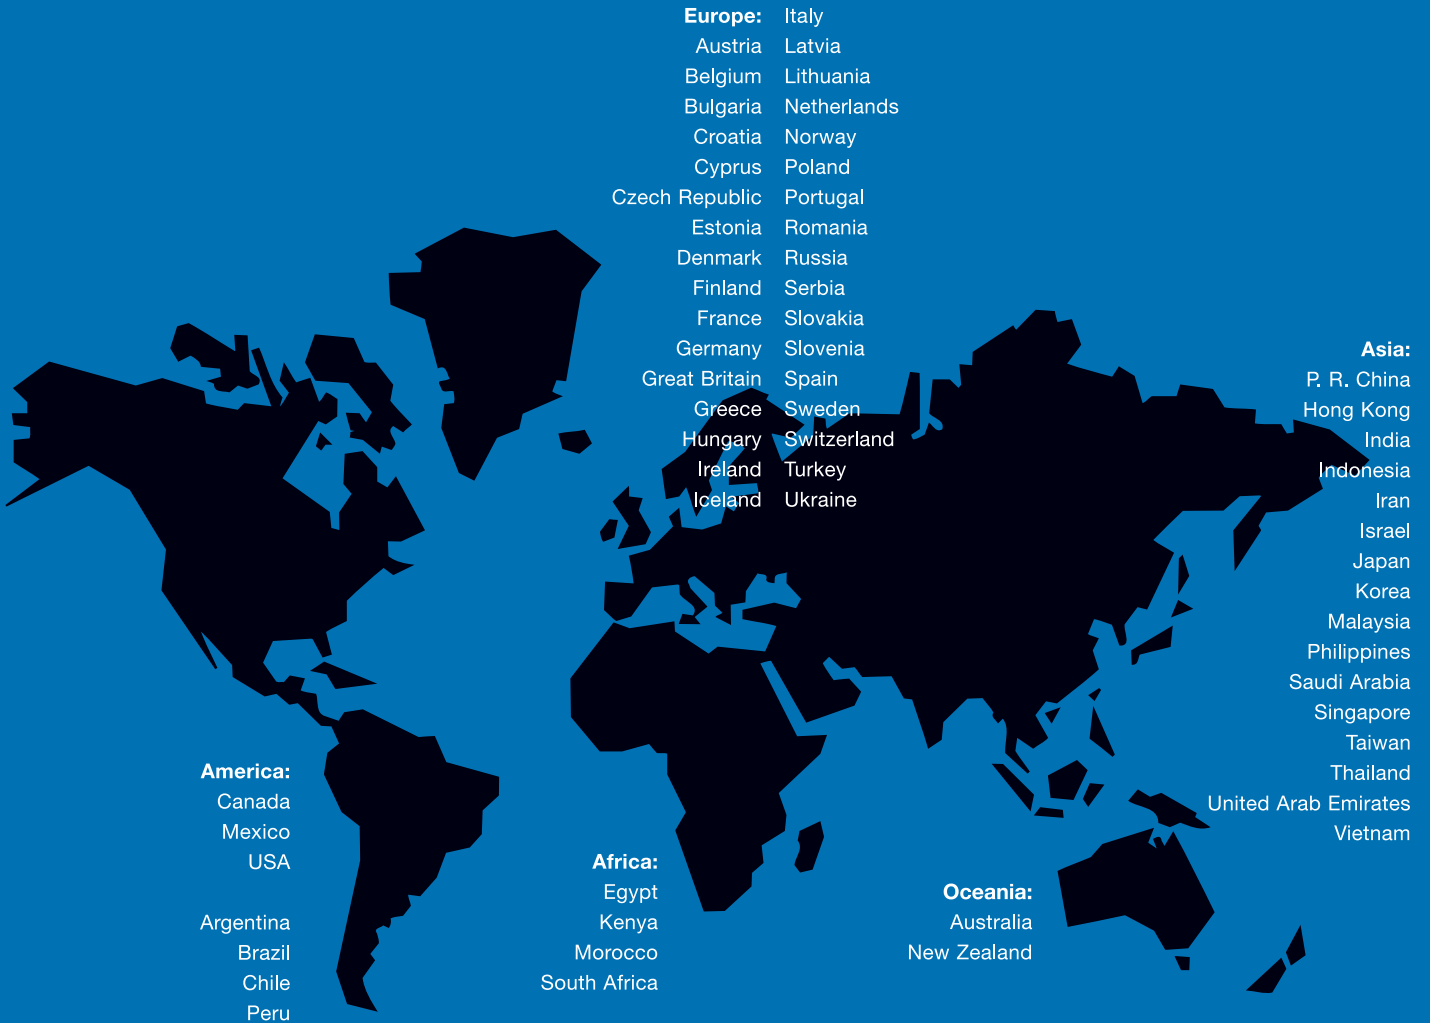 Europe:
Austria
Belgium
Bulgaria
Croatia
Cyprus
Czech Republic
Estonia
Denmark
Finland
France
Germany
Great Britain
Greece
Hungary
Ireland
Iceland
Italy
Latvia
Lithuania
Netherlands
Norway
Poland
Portugal
Romania
Russia
Serbia
Slovakia
Slovenia
Spain
Sweden
Switzerland
Turkey
Ukraine
Asia:
P. R. China
Hong Kong
India
Indonesia
Iran
Israel
Japan
Korea
Malaysia
Philippines
Saudi Arabia
Singapore
Taiwan
Thailand
United Arab Emirates
Vietnam
America:
Canada
Mexico
USA
Argentina
Brazil
Chile
Peru
Africa:
Egypt
Kenya
Morocco
South Africa
Oceania:
Australia
New Zealand